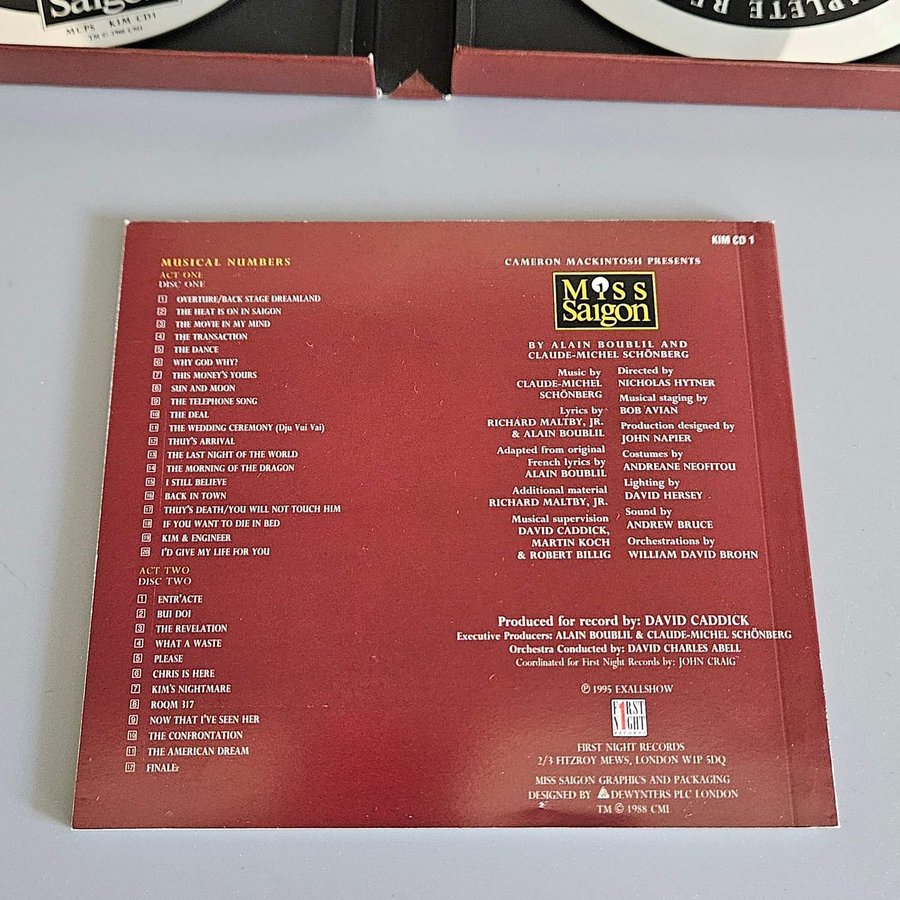 Saigon
MCPS KIM CD1
TM © 1988 CMI
PLETE RE
KIM CD 1
MUSICAL NUMBERS
ACT ONE
DISC ONE
1 OVERTURE/BACK STAGE DREAMLAND
2 THE HEAT IS ON IN SAIGON
3 THE MOVIE IN MY MIND
4 THE TRANSACTION
5 THE DANCE
6 WHY GOD WHY?
7 THIS MONEY'S YOURS
8 SUN AND MOON
9 THE TELEPHONE SONG
10 THE DEAL
11 THE WEDDING CEREMONY (Dju Vui Vai)
12 THUY'S ARRIVAL
13 THE LAST NIGHT OF THE WORLD
14 THE MORNING OF THE DRAGON
15 I STILL BELIEVE
16 BACK IN TOWN
17 THUY'S DEATH/YOU WILL NOT TOUCH HIM
18 IF YOU WANT TO DIE IN BED
19 KIM & ENGINEER
20 I'D GIVE MY LIFE FOR YOU
ACT TWO
DISC TWO
1 ENTR'ACTE
2 BUI DOI
3 THE REVELATION
4 WHAT A WASTE
5 PLEASE
6 CHRIS IS HERE
7 KIM'S NIGHTMARE
8 ROOM 317
9 NOW THAT I'VE SEEN HER
10 THE CONFRONTATION
11 THE AMERICAN DREAM
12 FINALE
CAMERON MACKINTOSH PRESENTS
MISS
Saigon
BY ALAIN BOUBLIL AND
CLAUDE-MICHEL SCHÖNBERG
Music by
CLAUDE-MICHEL
SCHÖNBERG
Lyrics by
RICHARD MALTBY, JR.
& ALAIN BOUBLIL
Adapted from original
French lyrics by
ALAIN BOUBLIL
Additional material
RICHARD MALTBY, JR.
Musical supervision
DAVID CADDICK,
MARTIN KOCH
& ROBERT BILLIG
Directed by
NICHOLAS HYTNER
Musical staging by
BOB AVIAN
Production designed by
JOHN NAPIER
Costumes by
ANDREANE NEOFITOU
Lighting by
DAVID HERSEY
Sound by
ANDREW BRUCE
Orchestrations by
WILLIAM DAVID BROHN
Produced for record by: DAVID CADDICK
Executive Producers: ALAIN BOUBLIL & CLAUDE-MICHEL SCHÖNBERG
Orchestra Conducted by: DAVID CHARLES ABELL
Coordinated for First Night Records by: JOHN CRAIG
℗ 1995 EXALLSHOW
F1RST
N1GHT
RECORDS
FIRST NIGHT RECORDS
2/3 FITZROY MEWS, LONDON W1P 5DQ
MISS SAIGON GRAPHICS AND PACKAGING
DESIGNED BY DEWYNTERS PLC LONDON
TM © 1988 CMI